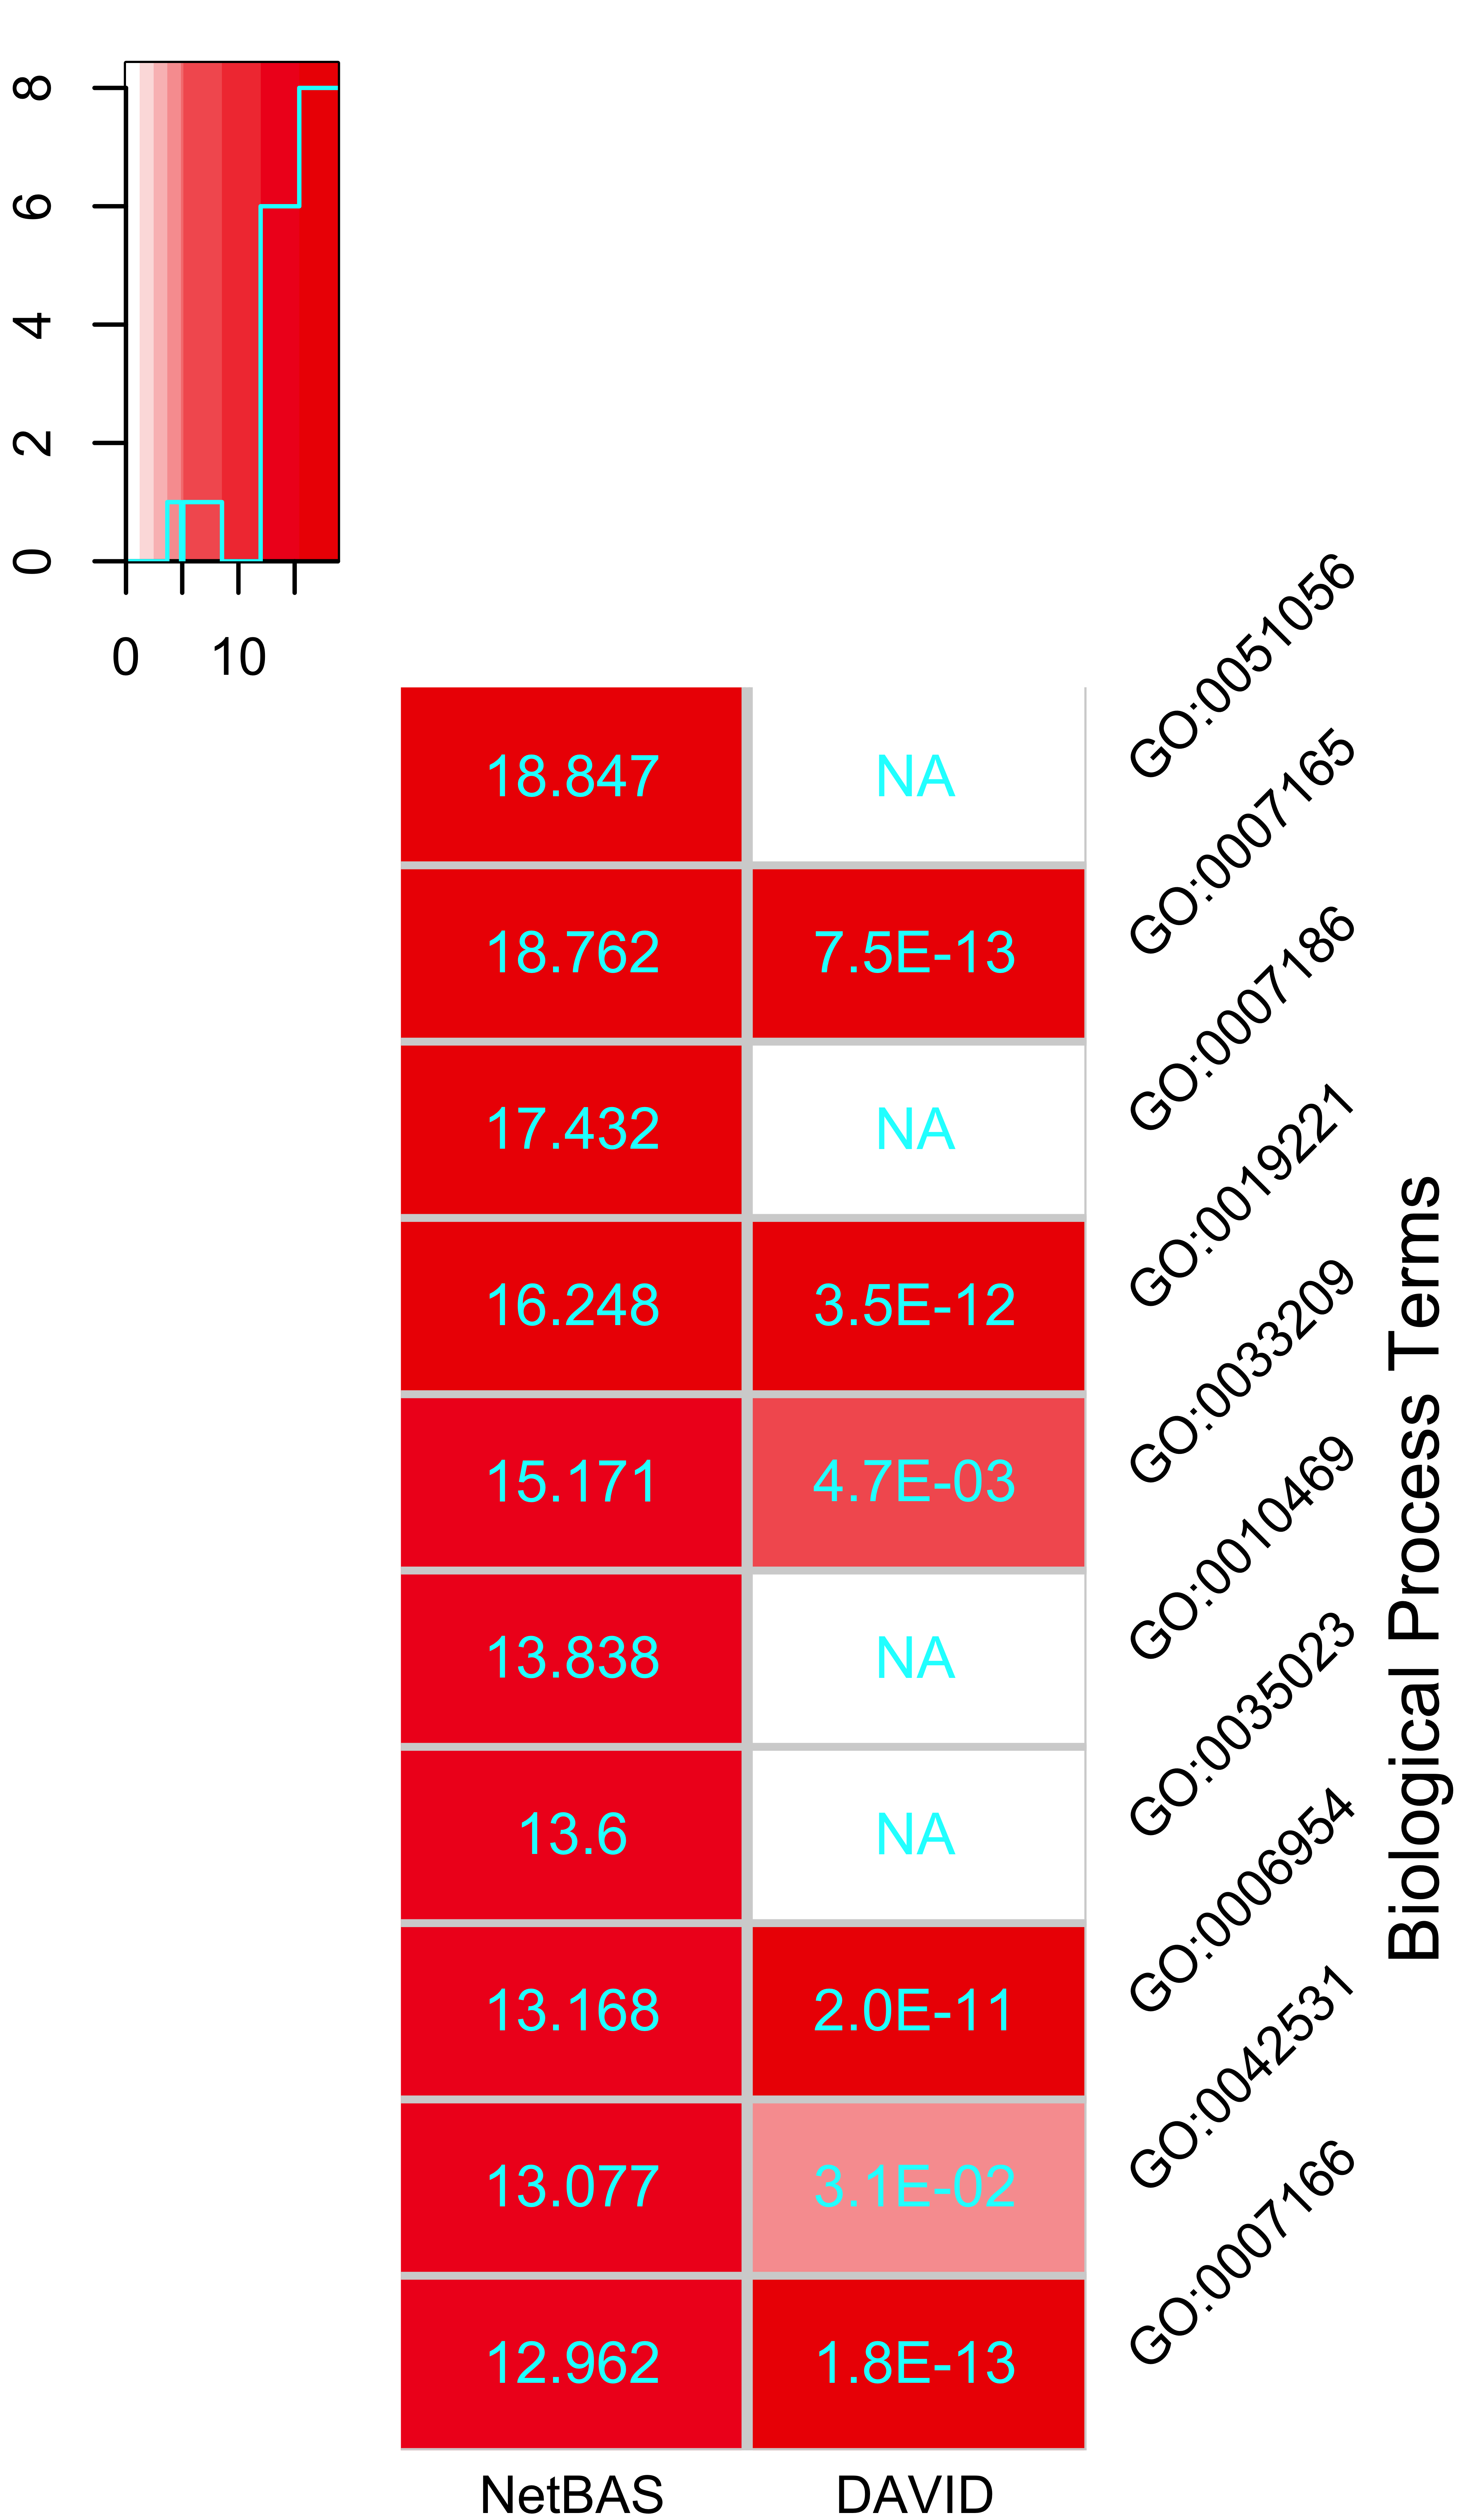 8
6
4
2
0
0 10
18.847 NA GO:0051056
18.762 7.5E-13 GO:0007165
17.432 NA GO:0007186
16.248 3.5E-12 GO:0019221
15.171 4.7E-03 GO:0033209
13.838 NA GO:0010469
13.6 NA GO:0035023
13.168 2.0E-11 GO:0006954
13.077 3.1E-02 GO:0042531
12.962 1.8E-13 GO:0007166
Biological Process Terms
NetBAS DAVID